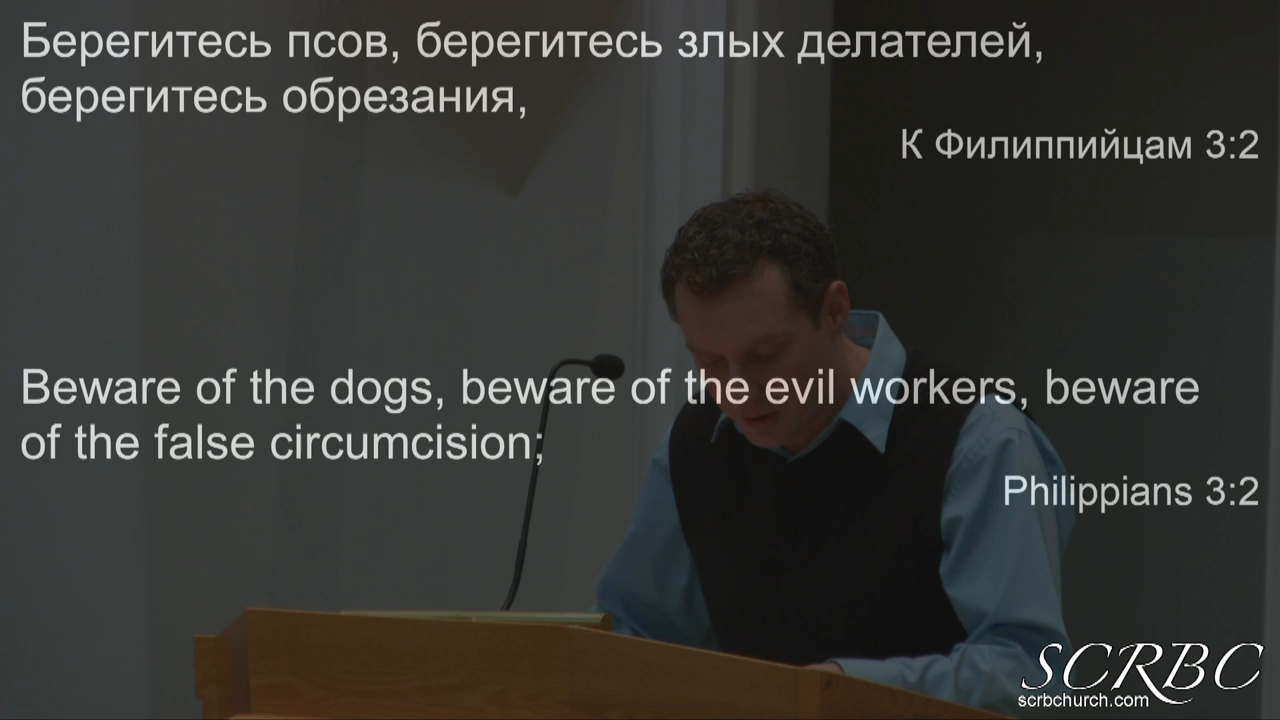 Берегитесь псов, берегитесь злых делателей,
берегитесь обрезания,
К Филиппийцам 3:2
Beware of the dogs, beware of the evil workers, beware
of the false circumcision;
Philippians 3:2
SCRBC
scrbchurch.com